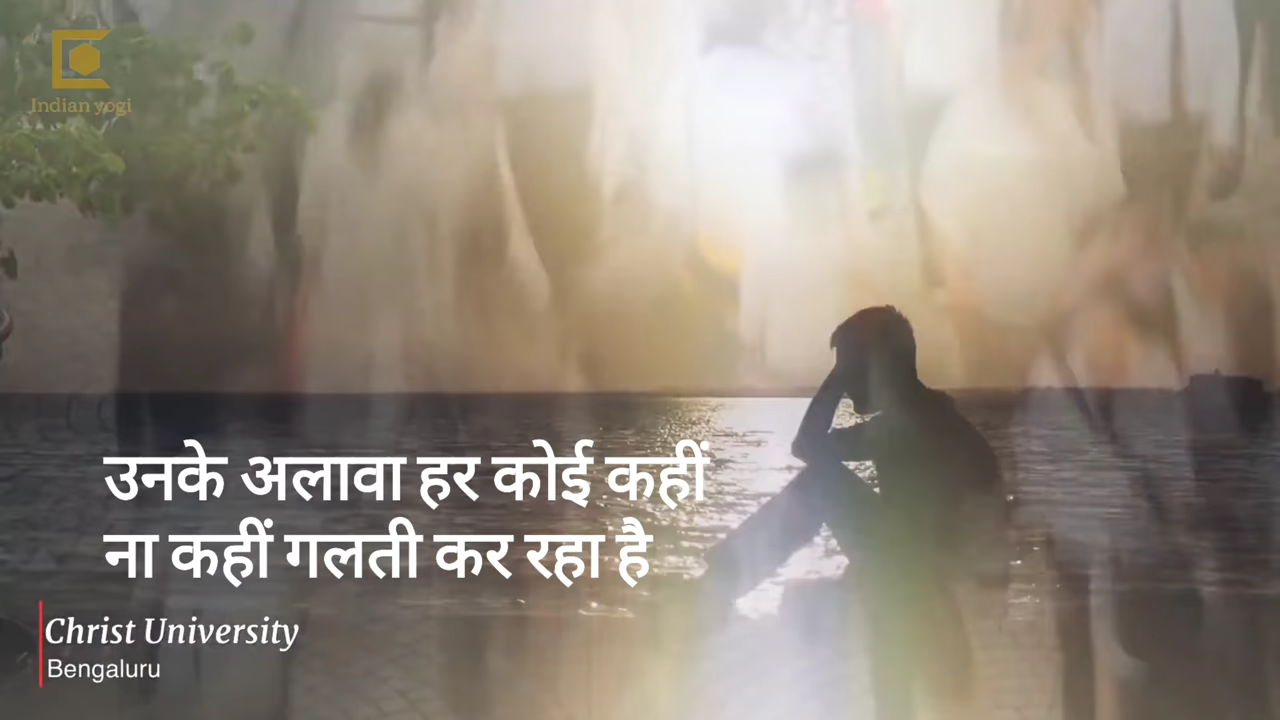 Indian yogi
उनके अलावा हर कोई कहीं
ना कहीं गलती कर रहा है
Christ University
Bengaluru